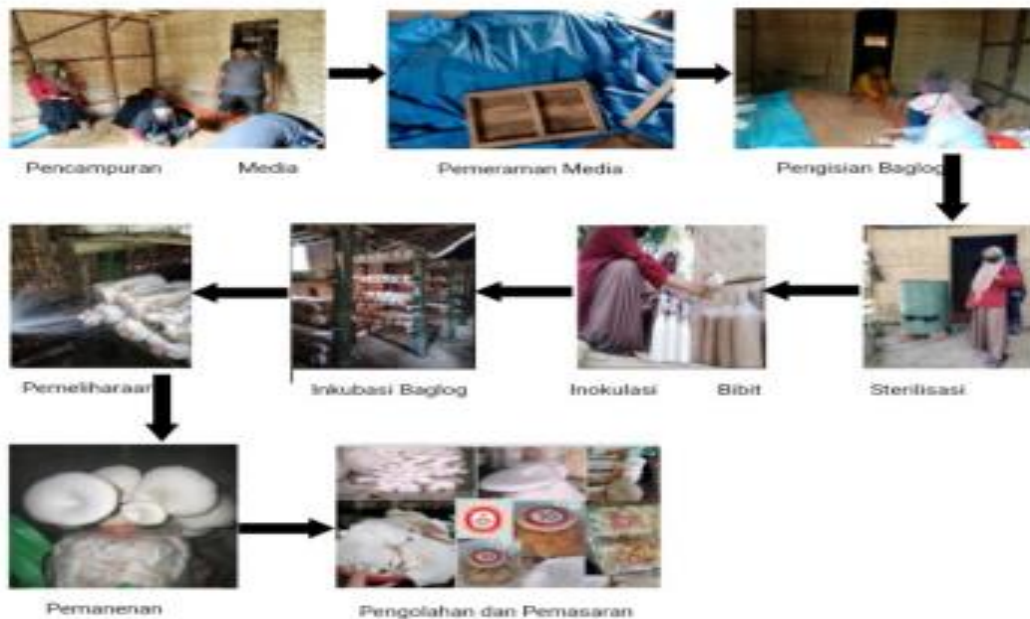 Pencampuran Media
Pemeraman Media
Pengisian Baglog
Sterilisasi
Inokulasi Bibit
Inkubasi Baglog
Pemeliharaan
Pemanenan
Pengolahan dan Pemasaran